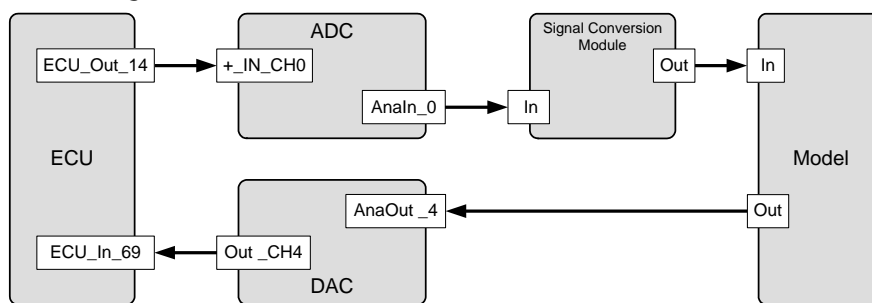 ADC
Signal Conversion
Module
ECU_Out_14
+_IN_CH0
Out
In
AnaIn_0
In
ECU
Model
AnaOut _4
Out
ECU_In_69
Out _CH4
DAC